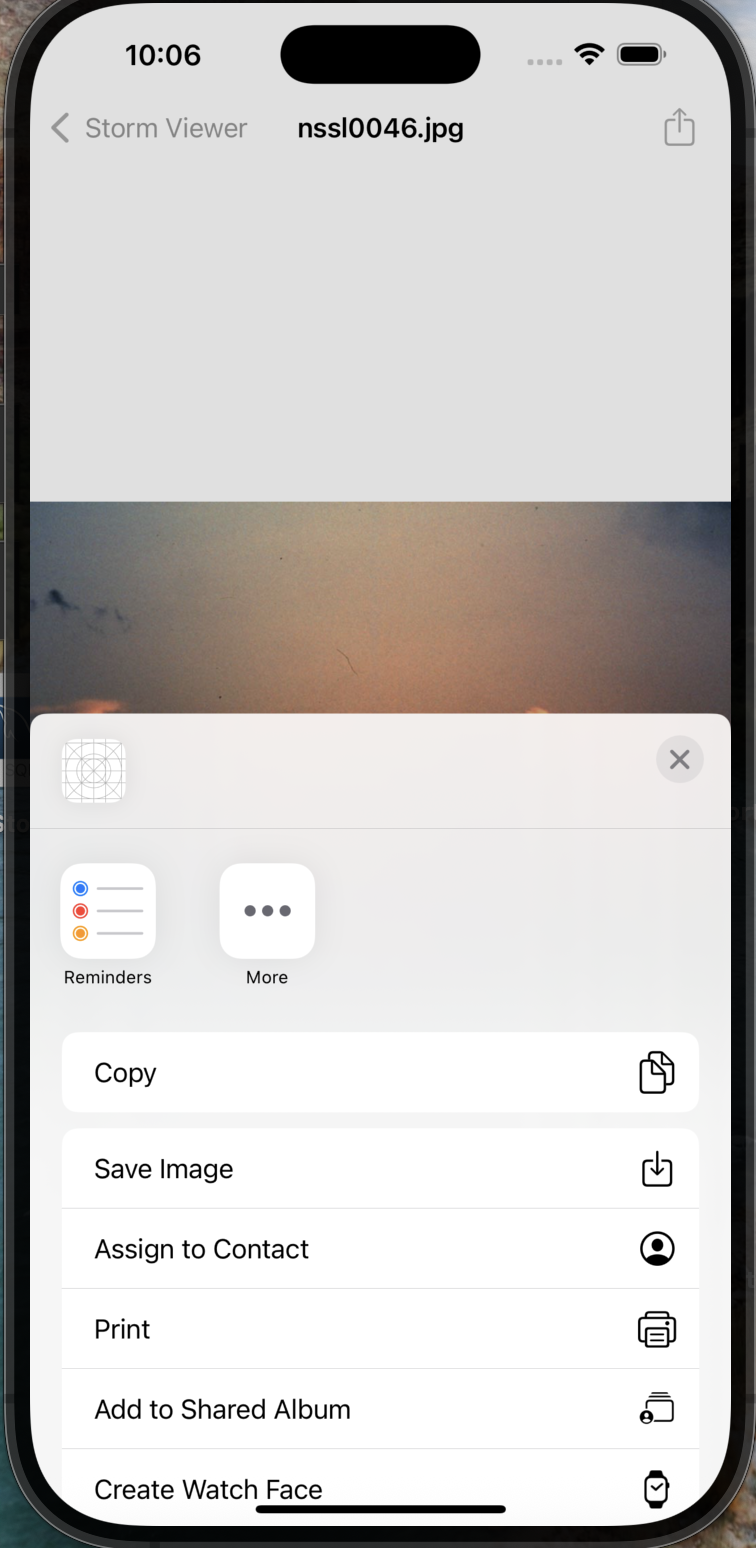 10:06
Storm Viewer
nssl0046.jpg
Reminders
More
Copy
Save Image
Assign to Contact
Print
Add to Shared Album
Create Watch Face